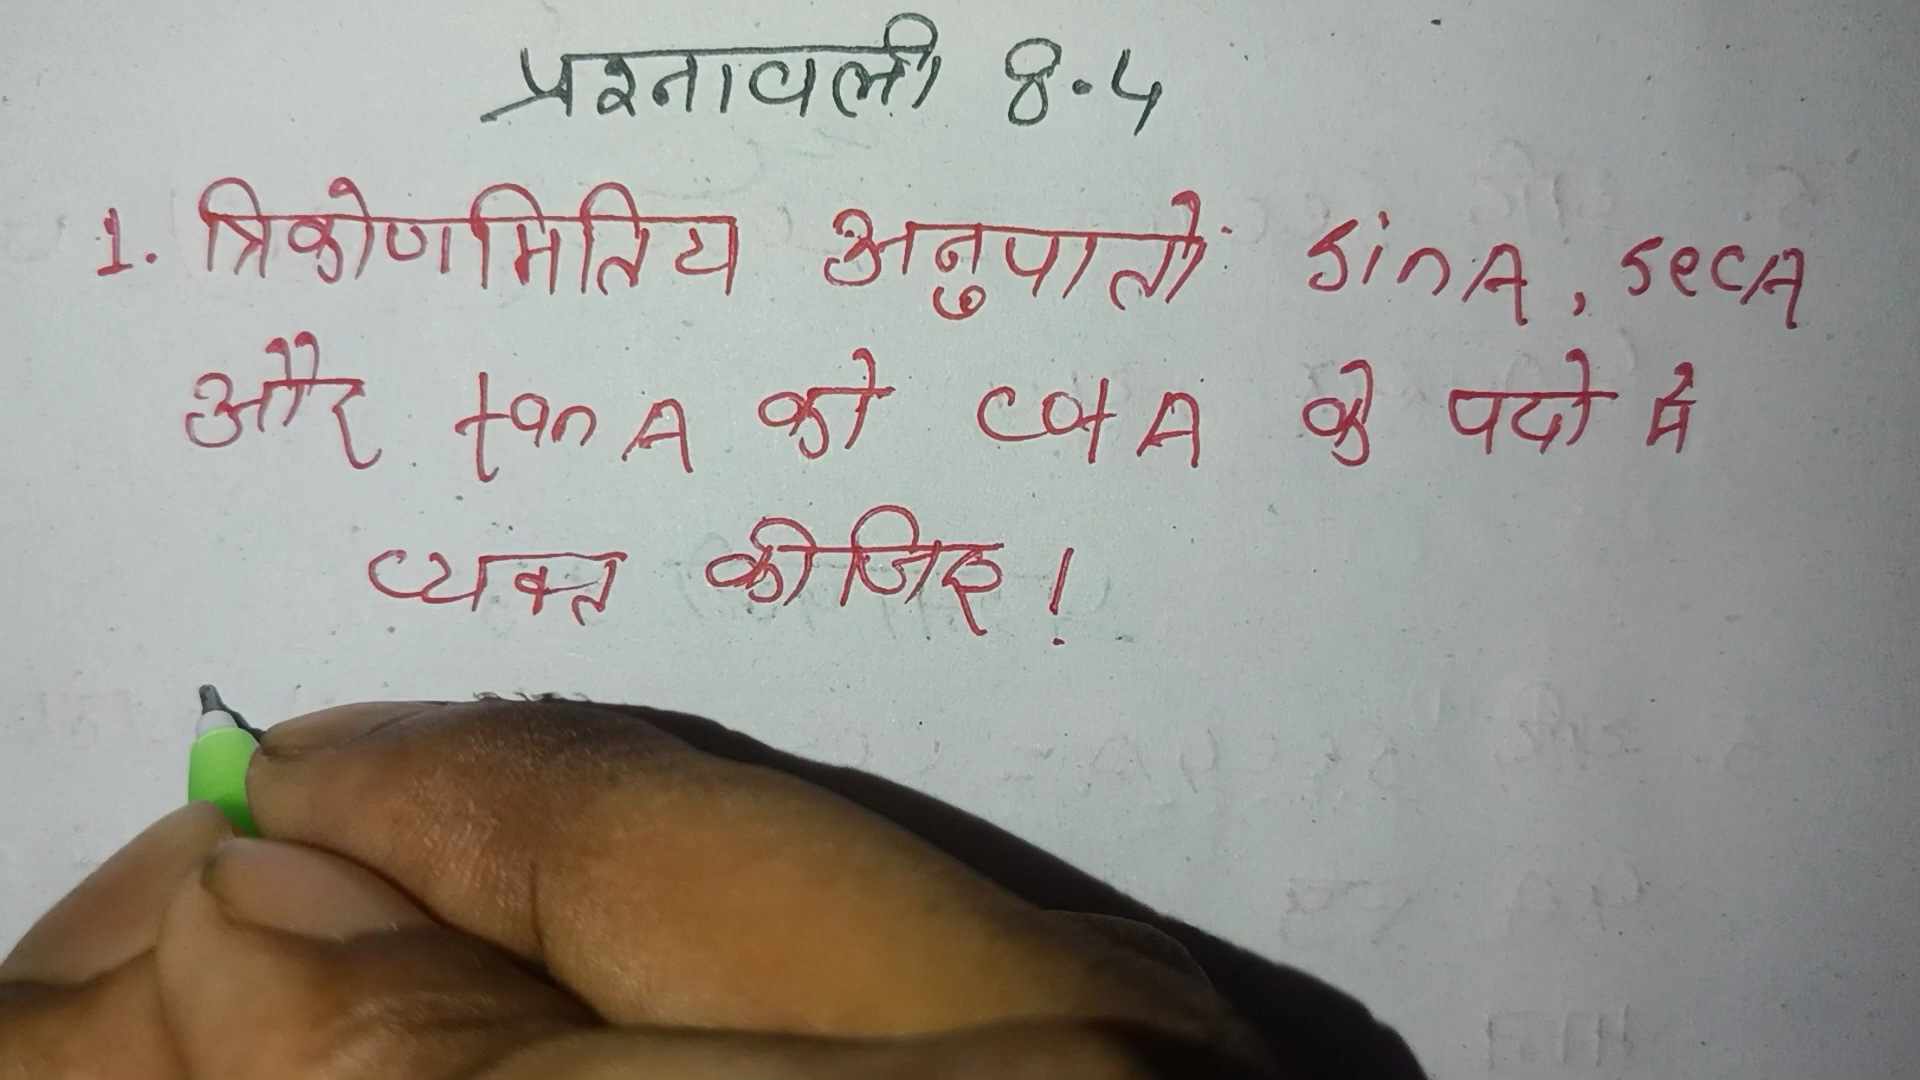 प्रश्नावली 8.4
1. त्रिकोणमितिय अनुपातों sinA, secA
और tanA को cotA के पदो में
व्यक्त कीजिए!